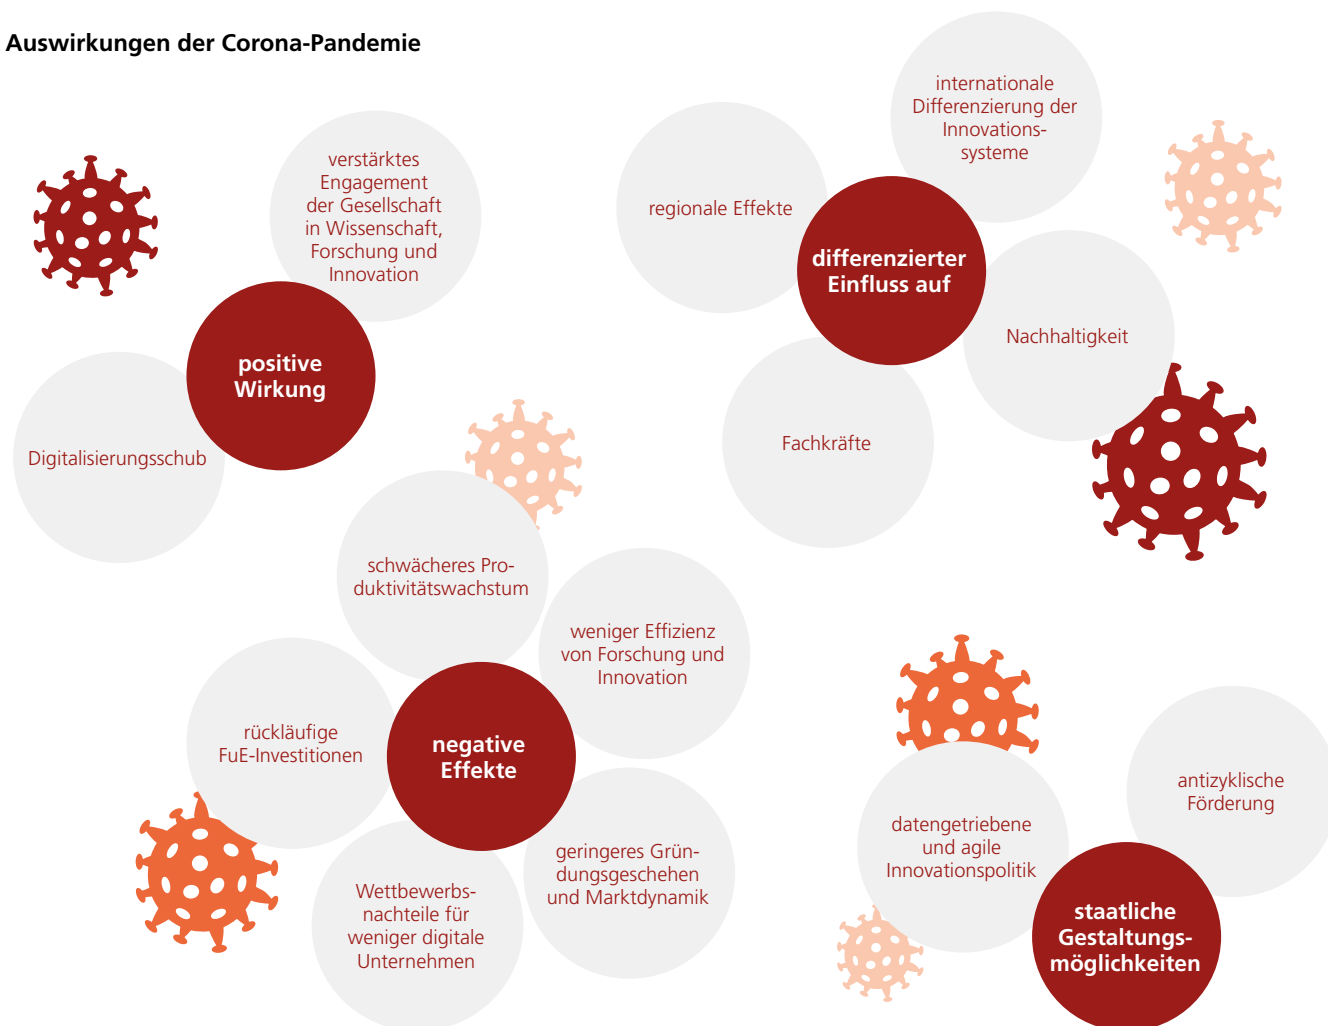 Auswirkungen der Corona-Pandemie
verstärktes
Engagement
der Gesellschaft
in Wissenschaft,
Forschung und
Innovation
positive
Wirkung
Digitalisierungsschub
internationale
Differenzierung der
Innovations-
systeme
regionale Effekte
differenzierter
Einfluss auf
Nachhaltigkeit
Fachkräfte
schwächeres Pro-
duktivitätswachstum
weniger Effizienz
von Forschung und
Innovation
rückläufige
FuE-Investitionen
negative
Effekte
geringeres Grün-
dungsgeschehen
und Marktdynamik
Wettbewerbs-
nachteile für
weniger digitale
Unternehmen
antizyklische
Förderung
datengetriebene
und agile
Innovationspolitik
staatliche
Gestaltungs-
möglichkeiten